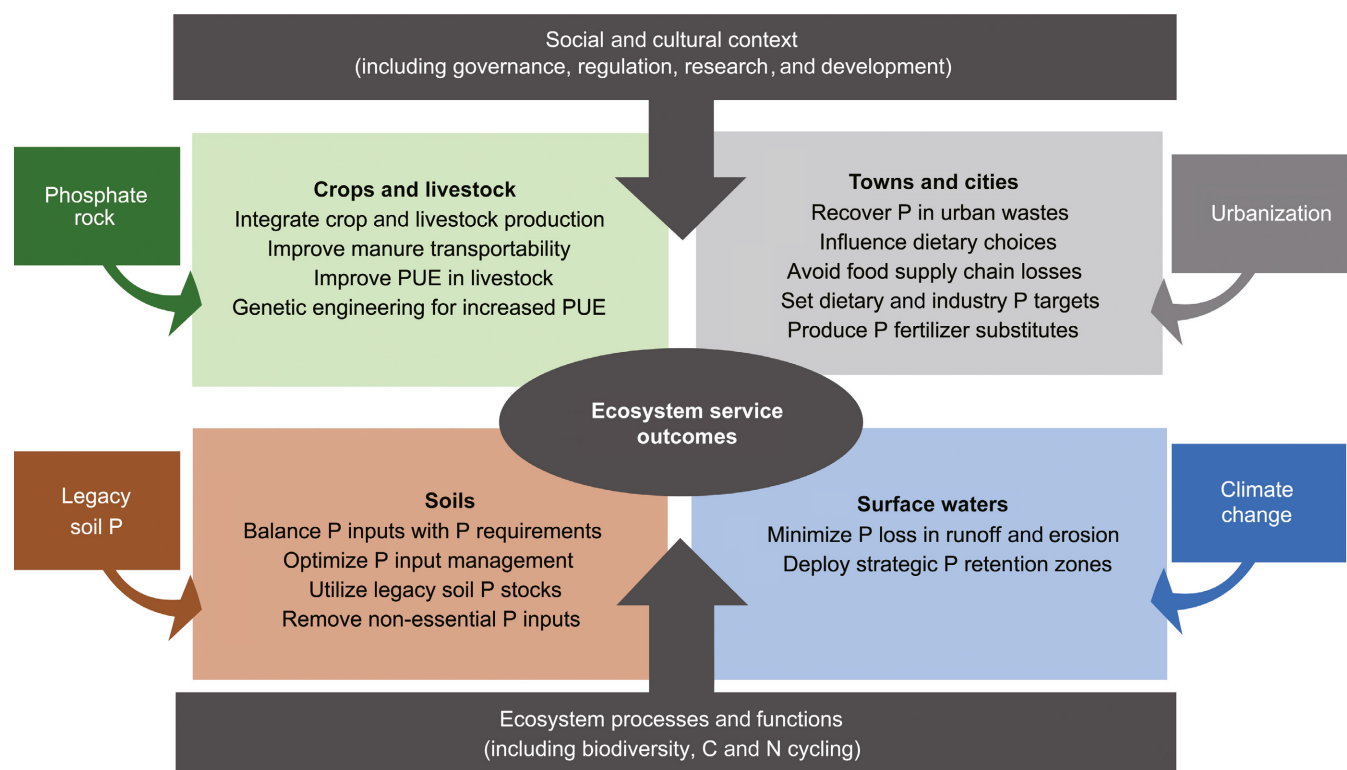 Social and cultural context
(including governance, regulation, research, and development)
Phosphate
rock
Crops and livestock
Integrate crop and livestock production
Improve manure transportability
Improve PUE in livestock
Genetic engineering for increased PUE
Towns and cities
Recover P in urban wastes
Influence dietary choices
Avoid food supply chain losses
Set dietary and industry P targets
Produce P fertilizer substitutes
Urbanization
Ecosystem service
outcomes
Legacy
soil P
Soils
Balance P inputs with P requirements
Optimize P input management
Utilize legacy soil P stocks
Remove non-essential P inputs
Surface waters
Minimize P loss in runoff and erosion
Deploy strategic P retention zones
Climate
change
Ecosystem processes and functions
(including biodiversity, C and N cycling)